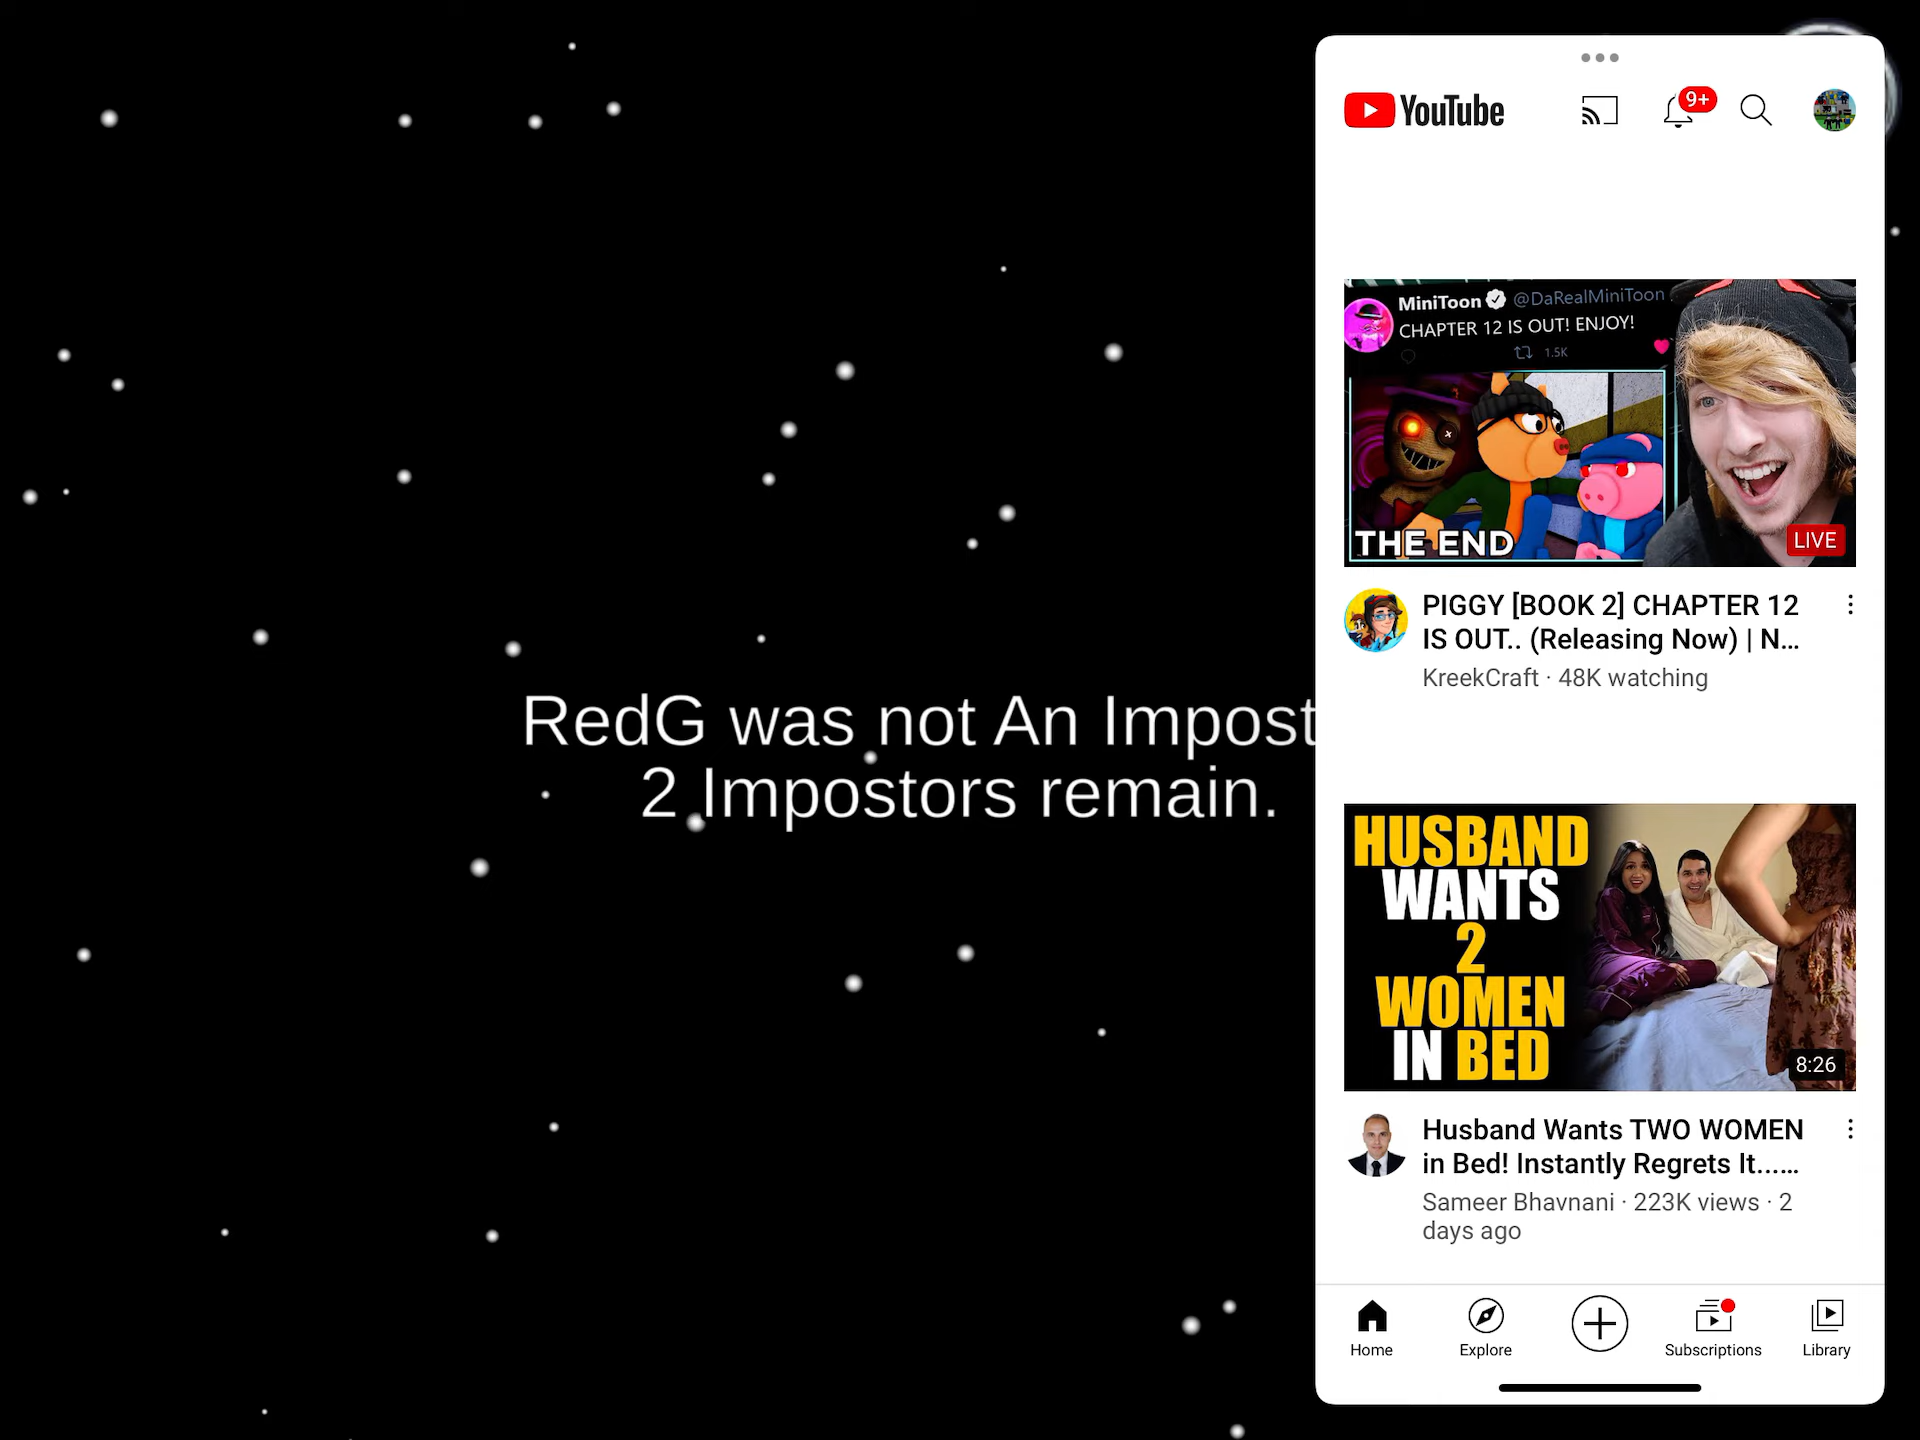 RedG was not An Impost
2 Impostors remain.
YouTube
9+
MiniToon @DaRealMiniToon
CHAPTER 12 IS OUT! ENJOY!
1.5K
THE END
LIVE
PIGGY [BOOK 2] CHAPTER 12
IS OUT.. (Releasing Now) | N...
KreekCraft · 48K watching
HUSBAND
WANTS
2
WOMEN
IN BED
8:26
Husband Wants TWO WOMEN
in Bed! Instantly Regrets It......
Sameer Bhavnani · 223K views · 2
days ago
Home
Explore
Subscriptions
Library